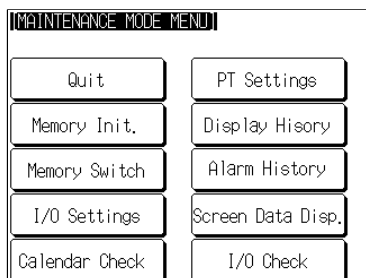 [MAINTENANCE MODE MENU]
Quit
PT Settings
Memory Init.
Display Hisory
Memory Switch
Alarm History
I/O Settings
Screen Data Disp.
Calendar Check
I/O Check